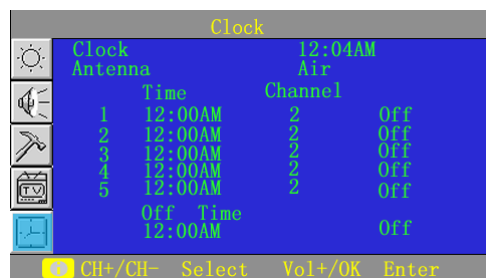 Clock
Clock 12:04AM
Antenna Air
Time Channel
1 12:00AM 2 Off
2 12:00AM 2 Off
3 12:00AM 2 Off
4 12:00AM 2 Off
5 12:00AM 2 Off
Off Time
12:00AM Off
TV
CH+/CH- Select Vol+/OK Enter